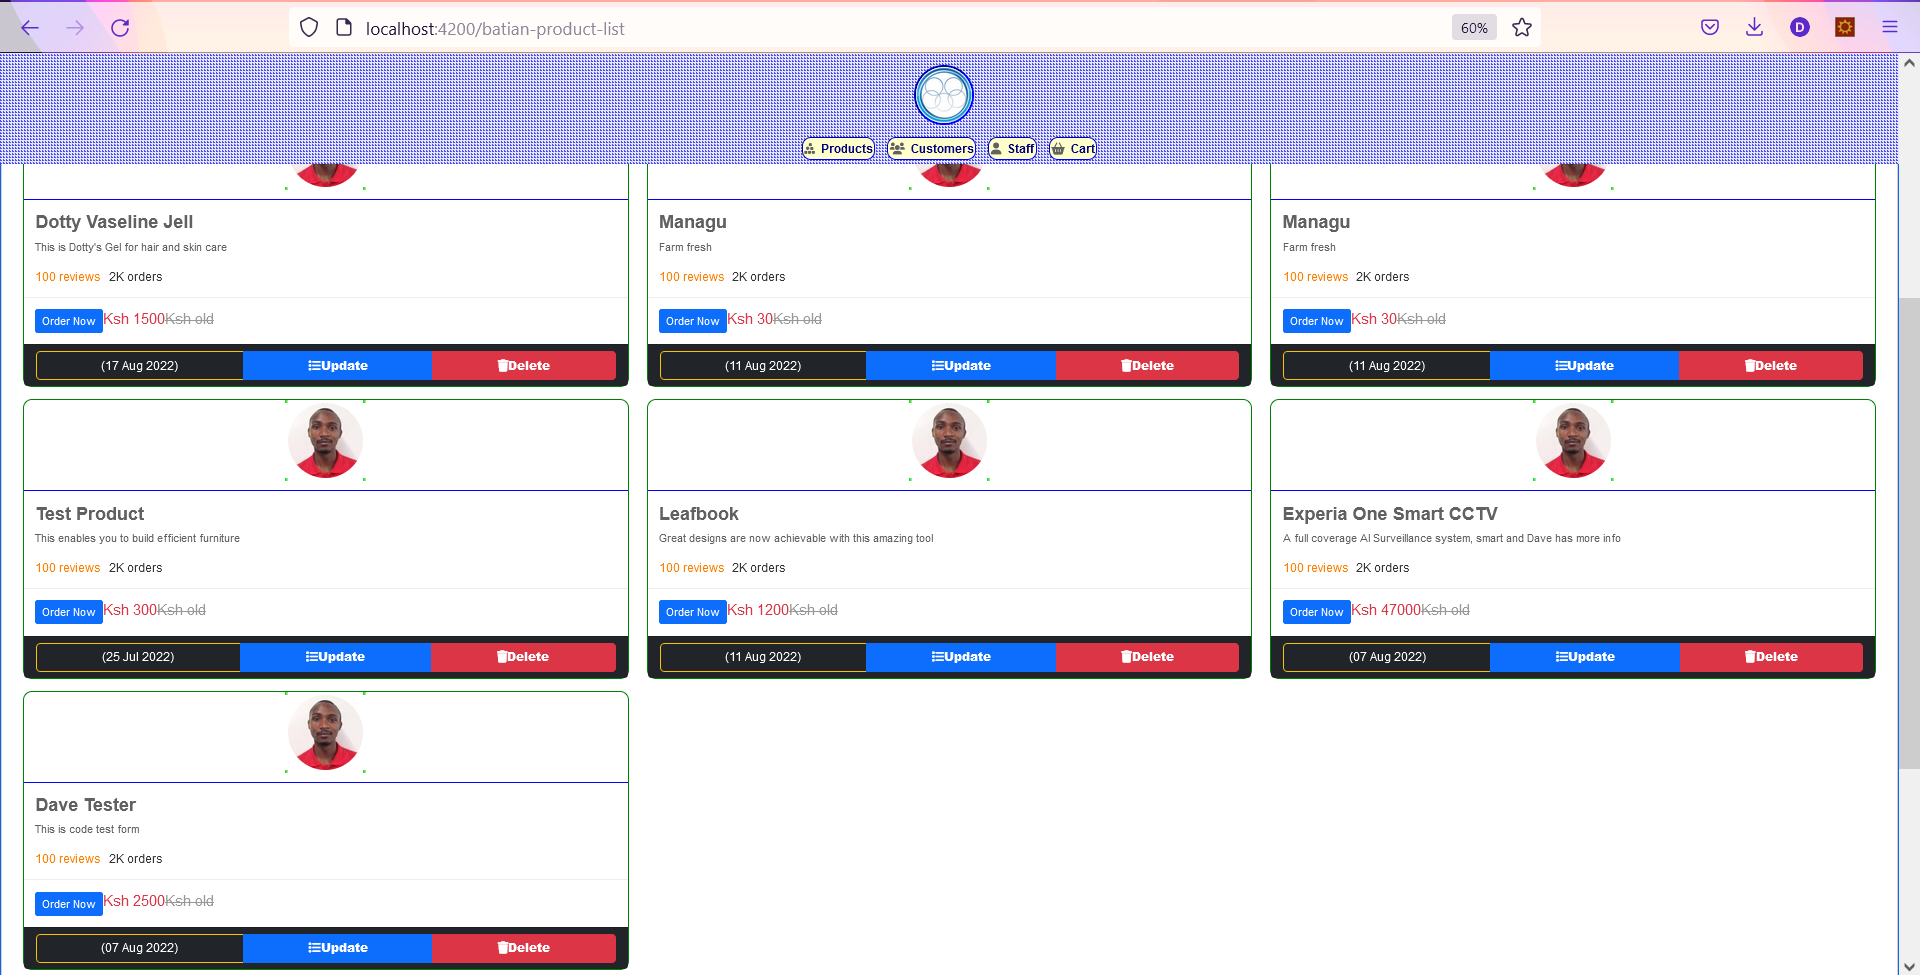 localhost:4200/batian-product-list
60%
D
Products Customers Staff Cart
Dotty Vaseline Jell
This is Dotty's Gel for hair and skin care
100 reviews 2K orders
Order Now Ksh 1500Ksh old
(17 Aug 2022) Update Delete
Managu
Farm fresh
100 reviews 2K orders
Order Now Ksh 30Ksh old
(11 Aug 2022) Update Delete
Managu
Farm fresh
100 reviews 2K orders
Order Now Ksh 30Ksh old
(11 Aug 2022) Update Delete
Test Product
This enables you to build efficient furniture
100 reviews 2K orders
Order Now Ksh 300Ksh old
(25 Jul 2022) Update Delete
Leafbook
Great designs are now achievable with this amazing tool
100 reviews 2K orders
Order Now Ksh 1200Ksh old
(11 Aug 2022) Update Delete
Experia One Smart CCTV
A full coverage AI Surveillance system, smart and Dave has more info
100 reviews 2K orders
Order Now Ksh 47000Ksh old
(07 Aug 2022) Update Delete
Dave Tester
This is code test form
100 reviews 2K orders
Order Now Ksh 2500Ksh old
(07 Aug 2022) Update Delete